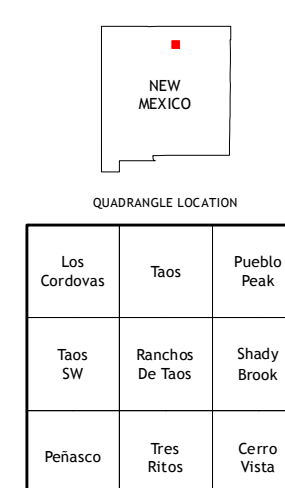 NEW
MEXICO
QUADRANGLE LOCATION
Los
Cordovas
Taos
Pueblo
Peak
Taos
SW
Ranchos
De Taos
Shady
Brook
Peñasco
Tres
Ritos
Cerro
Vista